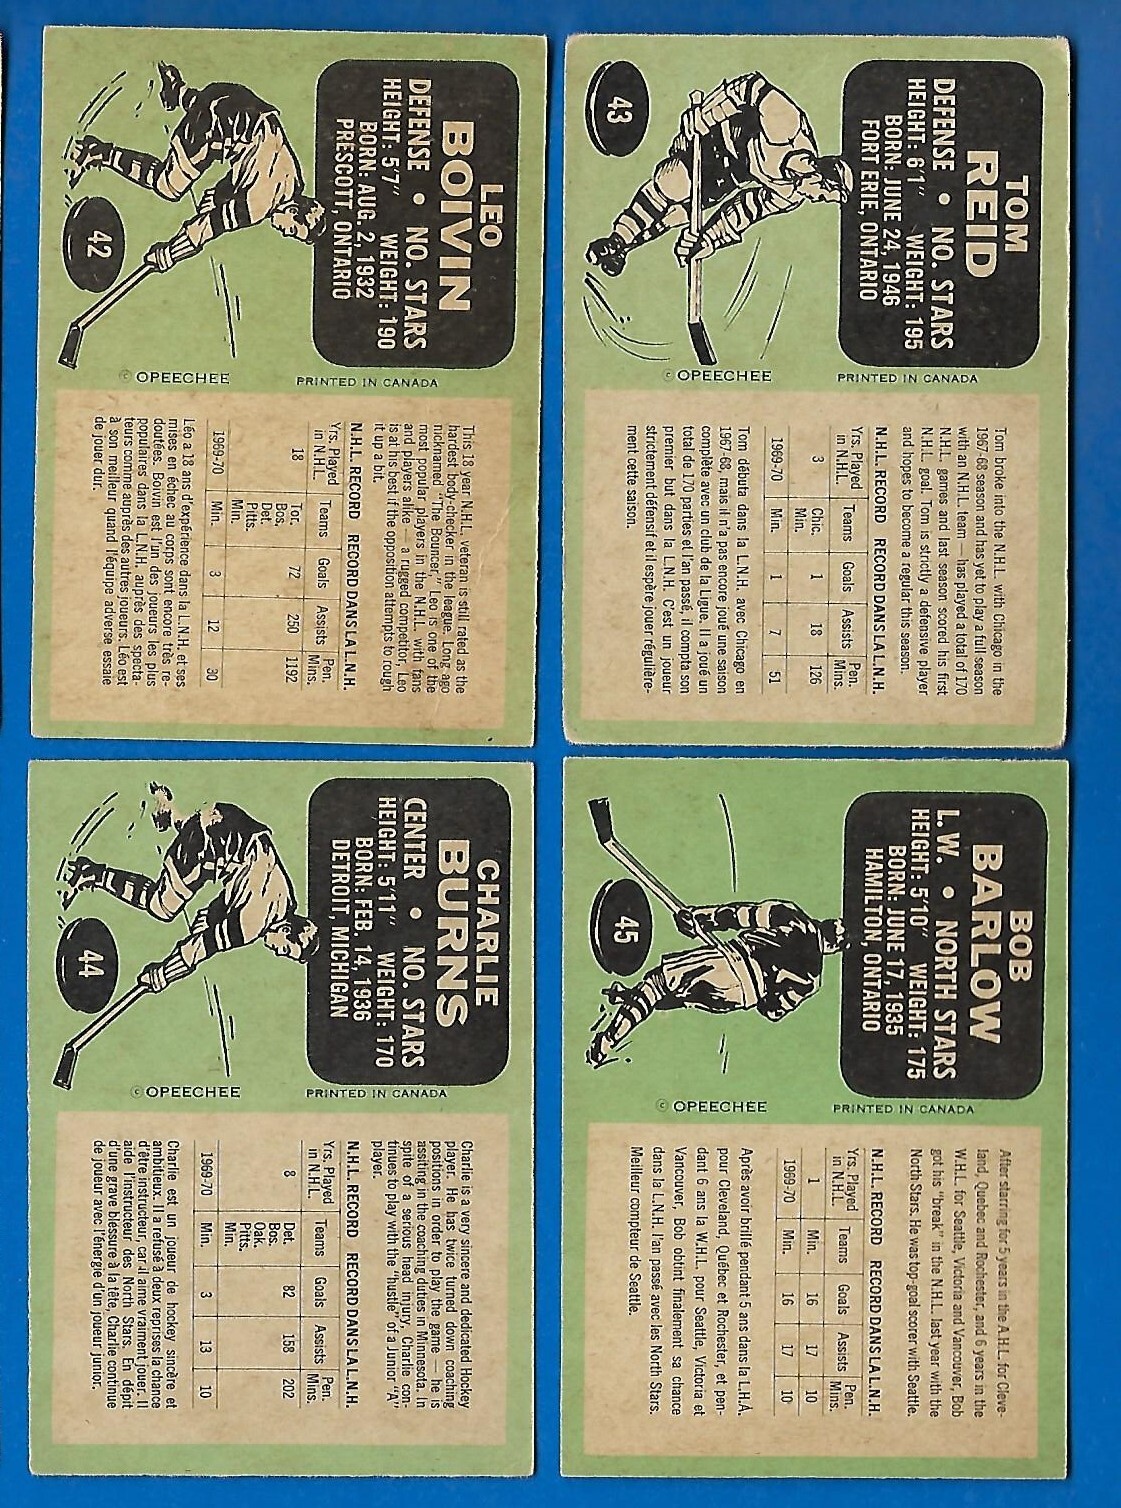 LEO
BOIVIN
DEFENSE • NO. STARS
HEIGHT: 5'7" WEIGHT: 190
BORN: AUG. 2, 1932
PRESCOTT, ONTARIO
42
© OPEECHEE
PRINTED IN CANADA
This 18 year N.H.L. veteran is still rated as the
hardest body-checker in the league. Long ago
nicknamed "The Bouncer," Leo is one of the
most popular players in the N.H.L. with fans
and players alike — a rugged competitor, Leo
is at his best if the opposition attempts to rough
it up a bit.
N.H.L. RECORD RECORD DANS LA L.N.H.
Yrs. Played in N.H.L. Teams Goals Assists Pen. Mins.
18 Tor. 72 250 1192
Bos.
Det.
Pitts.
Min.
1969-70 Min. 3 12 30
Léo a 18 ans d'expérience dans la L.N.H. et ses
mises en échec au corps sont encore très re-
doutées. Boivin est l'un des joueurs les plus
populaires dans la L.N.H. auprès des specta-
teurs comme auprès des autres joueurs. Léo est
à son meilleur quand l'équipe adverse essaie
de jouer dur.
TOM
REID
DEFENSE • NO. STARS
HEIGHT: 6'1" WEIGHT: 195
BORN: JUNE 24, 1946
FORT ERIE, ONTARIO
43
© OPEECHEE
PRINTED IN CANADA
Tom broke into the N.H.L. with Chicago in the
1967-68 season and has yet to play a full season
with an N.H.L. team — has played a total of 170
N.H.L. games and last season scored his first
N.H.L. goal. Tom is strictly a defensive player
and hopes to become a regular this season.
N.H.L. RECORD RECORD DANS LA L.N.H.
Yrs. Played in N.H.L. Teams Goals Assists Pen. Mins.
3 Chic. 1 18 126
Min.
1969-70 Min. 1 7 51
Tom débuta dans la L.N.H. avec Chicago en
1967-68, mais il n'a pas encore joué une saison
complète avec un club de la Ligue. Il a joué un
total de 170 parties et l'an passé, il compta son
premier but dans la L.N.H. C'est un joueur
strictement défensif et il espère jouer régulière-
ment cette saison.
CHARLIE
BURNS
CENTER • NO. STARS
HEIGHT: 5'11" WEIGHT: 170
BORN: FEB. 14, 1936
DETROIT, MICHIGAN
44
© OPEECHEE
PRINTED IN CANADA
Charlie is a very sincere and dedicated Hockey
player. He has twice turned down coaching
positions in order to play the game — he is
assiting in the coaching duties in Minnesota. In
spite of a serious head injury, Charlie con-
tinues to play with the "hustle" of a Junior "A"
player.
N.H.L. RECORD RECORD DANS LA L.N.H.
Yrs. Played in N.H.L. Teams Goals Assists Pen. Mins.
8 Det. 82 158 202
Bos.
Oak.
Pitts.
Min.
1969-70 Min. 3 13 10
Charlie est un joueur de hockey sincère et
ambitieux. Il a refusé à deux reprises la chance
d'être instructeur, car il aime vraiment jouer. Il
aide l'instructeur des North Stars. En dépit
d'une grave blessure à la tête, Charlie continue
de jouer avec l'énergie d'un joueur junior.
BOB
BARLOW
L. W. • NORTH STARS
HEIGHT: 5'10' WEIGHT: 175
BORN: JUNE 17, 1935
HAMILTON, ONTARIO
45
© OPEECHEE
PRINTED IN CANADA
After starring for 5 years in the A.H.L. for Cleve-
land, Quebec and Rochester, and 6 years in the
W.H.L. for Seattle, Victoria and Vancouver, Bob
got his "break" in the N.H.L. last year with the
North Stars. He was top-goal scorer with Seattle.
N.H.L. RECORD RECORD DANS LA L.N.H.
Yrs. Played in N.H.L. Teams Goals Assists Pen. Mins.
1 Min. 16 17 10
1969-70 Min. 16 17 10
Après avoir brillé pendant 5 ans dans la L.H.A.
pour Cleveland, Québec et Rochester, et pen-
dant 6 ans la W.H.L. pour Seattle, Victoria et
Vancouver, Bob obtint finalement sa chance
dans la L.N.H. l'an passé avec les North Stars.
Meilleur compteur de Seattle.